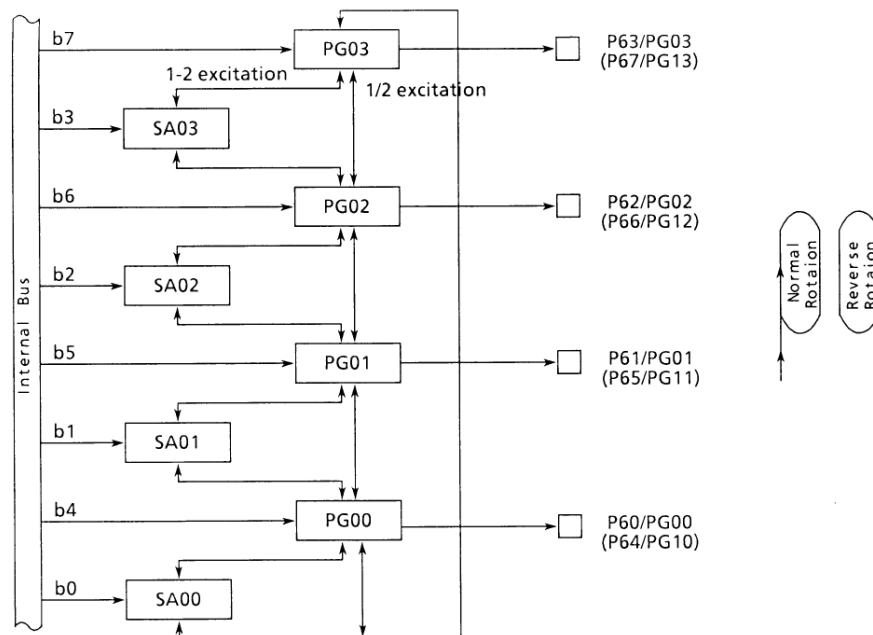 b7
PG03
P63/PG03
(P67/PG13)
1-2 excitation
1/2 excitation
b3
SA03
b6
PG02
P62/PG02
(P66/PG12)
b2
SA02
Internal Bus
Normal
Rotaion
Reverse
Rotaion
b5
PG01
P61/PG01
(P65/PG11)
b1
SA01
b4
PG00
P60/PG00
(P64/PG10)
b0
SA00